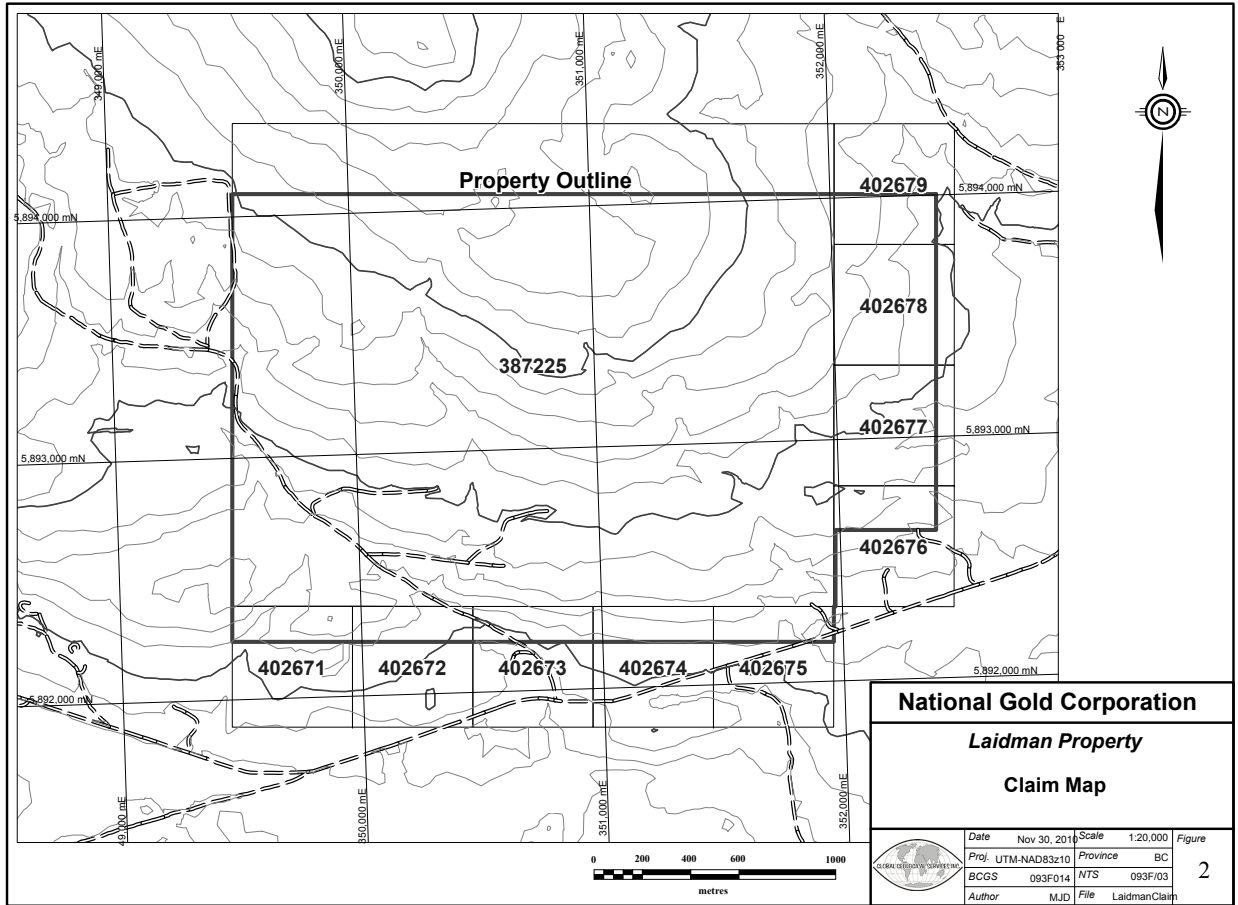 349,000 mE
350,000 mE
351,000 mE
352,000 mE
353 000 E
N
Property Outline
402679
5,894,000 mN
5,894,000 mN
402678
387225
402677
5,893,000 mN
5,893,000 mN
402676
402671
402672
402673
402674
402675
5,892,000 mN
5,892,000 mN
49,000 mE
350,000 mE
351,000 mE
352,000 mE
0 200 400 600 1000
metres
National Gold Corporation
Laidman Property
Claim Map
Date Nov 30, 2010 Scale 1:20,000 Figure
Proj. UTM-NAD83z10 Province BC
2
BCGS 093F014 NTS 093F/03
Author MJD File LaidmanClaim